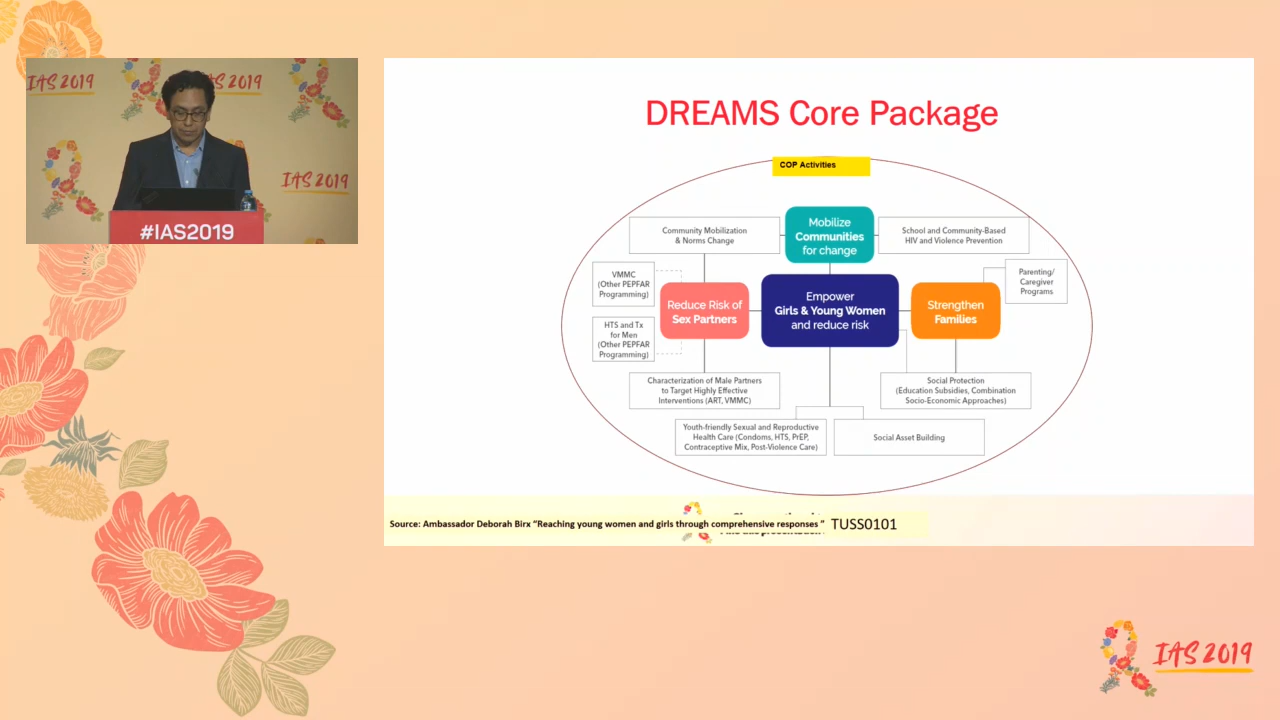 IAS 2019
IAS 2019
IAS 2019
#IAS2019
DREAMS Core Package
COP Activities
Community Mobilization
& Norms Change
Mobilize
Communities
for change
School and Community-Based
HIV and Violence Prevention
VMMC
(Other PEPFAR
Programming)
Parenting/
Caregiver
Programs
Reduce Risk of
Sex Partners
Empower
Girls & Young Women
and reduce risk
Strengthen
Families
HTS and Tx
for Men
(Other PEPFAR
Programming)
Characterization of Male Partners
to Target Highly Effective
Interventions (ART, VMMC)
Social Protection
(Education Subsidies, Combination
Socio-Economic Approaches)
Youth-friendly Sexual and Reproductive
Health Care (Condoms, HTS, PrEP,
Contraceptive Mix, Post-Violence Care)
Social Asset Building
Source: Ambassador Deborah Birx “Reaching young women and girls through comprehensive responses ” TUSS0101
IAS 2019